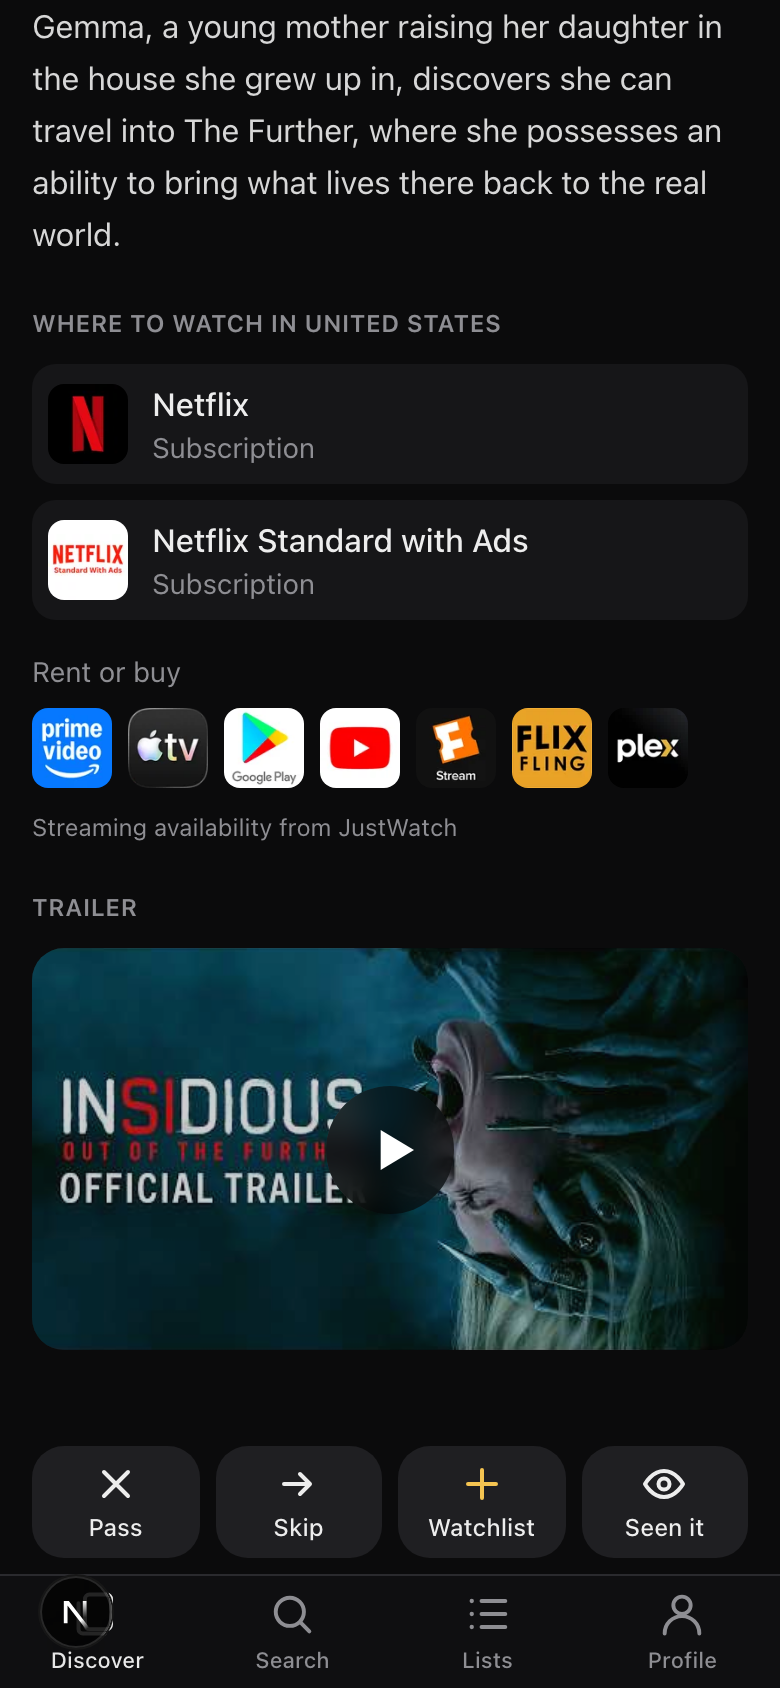 Gemma, a young mother raising her daughter in
the house she grew up in, discovers she can
travel into The Further, where she possesses an
ability to bring what lives there back to the real
world.
WHERE TO WATCH IN UNITED STATES
N
Netflix
Subscription
NETFLIX
Standard With Ads
Netflix Standard with Ads
Subscription
Rent or buy
prime
video
tv
Google Play
F
Stream
FLIX
FLING
plex
Streaming availability from JustWatch
TRAILER
INSIDIOUS
OUT OF THE FURTH
OFFICIAL TRAILER
Pass
Skip
Watchlist
Seen it
N
Discover
Search
Lists
Profile